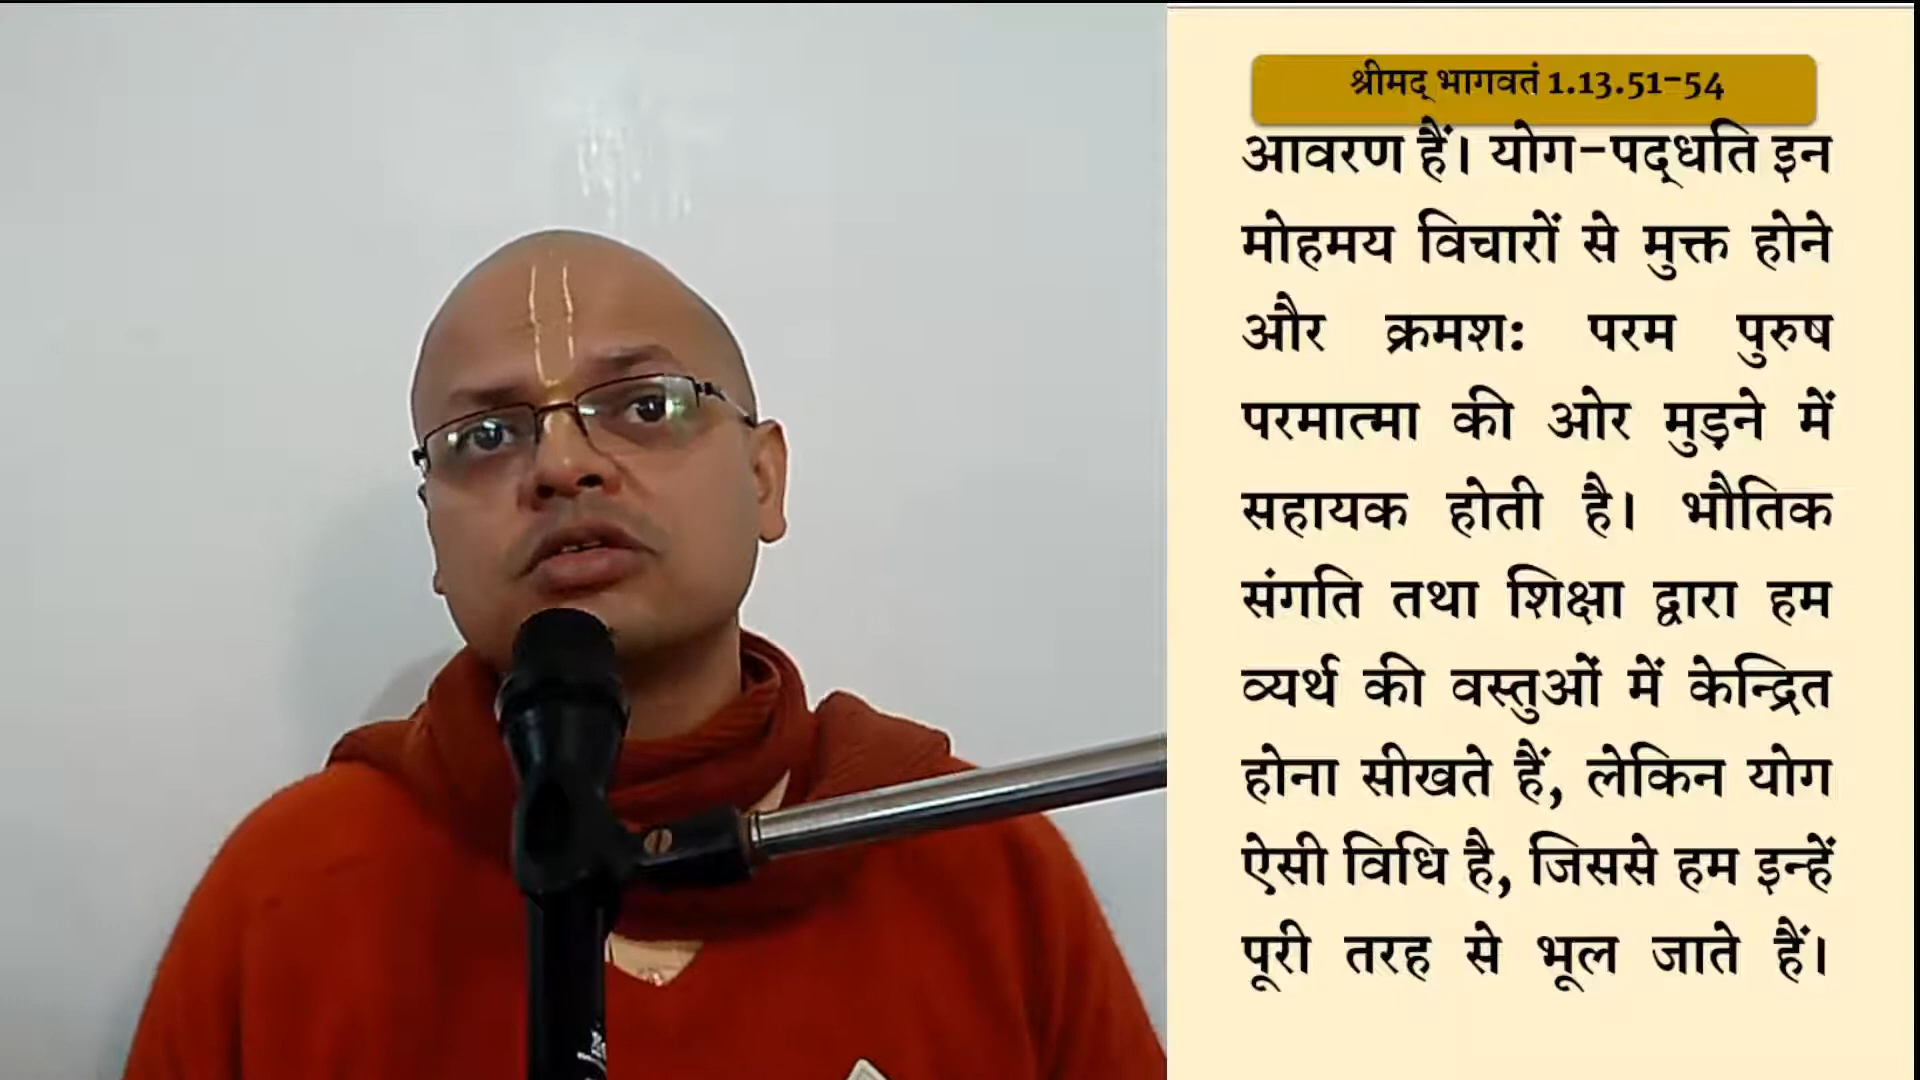 श्रीमद् भागवतं 1.13.51-54
आवरण हैं। योग-पद्धति इन
मोहमय विचारों से मुक्त होने
और क्रमशः परम पुरुष
परमात्मा की ओर मुड़ने में
सहायक होती है। भौतिक
संगति तथा शिक्षा द्वारा हम
व्यर्थ की वस्तुओं में केन्द्रित
होना सीखते हैं, लेकिन योग
ऐसी विधि है, जिससे हम इन्हें
पूरी तरह से भूल जाते हैं।